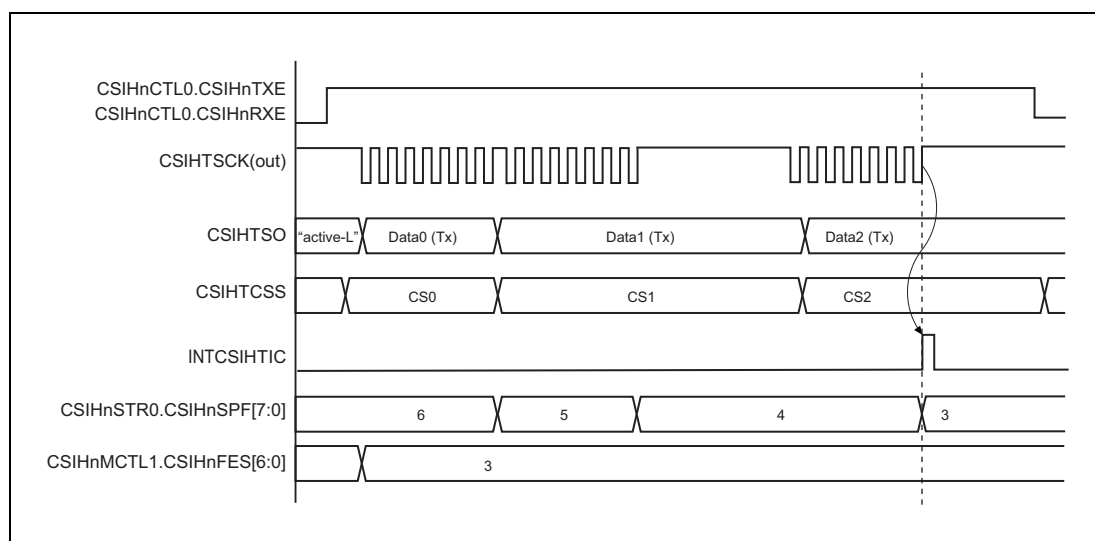 CSIHnCTL0.CSIHnTXE
CSIHnCTL0.CSIHnRXE
CSIHTSCK(out)
CSIHTSO "active-L" Data0 (Tx) Data1 (Tx) Data2 (Tx)
CSIHTCSS CS0 CS1 CS2
INTCSIHTIC
CSIHnSTR0.CSIHnSPF[7:0] 6 5 4 3
CSIHnMCTL1.CSIHnFES[6:0] 3